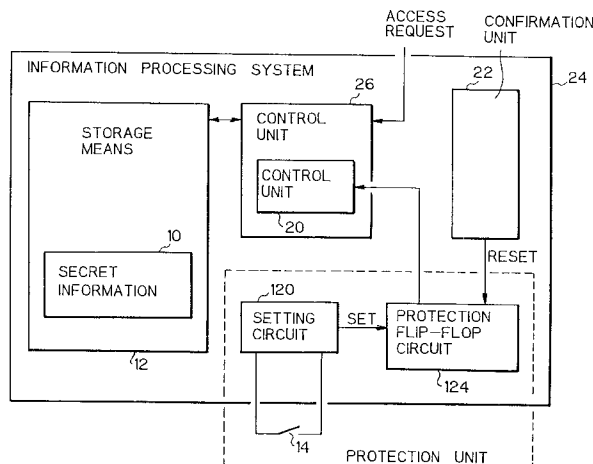 ACCESS
REQUEST
CONFIRMATION
UNIT
INFORMATION PROCESSING SYSTEM
26
22
24
STORAGE
MEANS
CONTROL
UNIT
CONTROL
UNIT
20
10
SECRET
INFORMATION
12
RESET
120
SETTING
CIRCUIT
SET
PROTECTION
FLIP-FLOP
CIRCUIT
124
14
PROTECTION UNIT